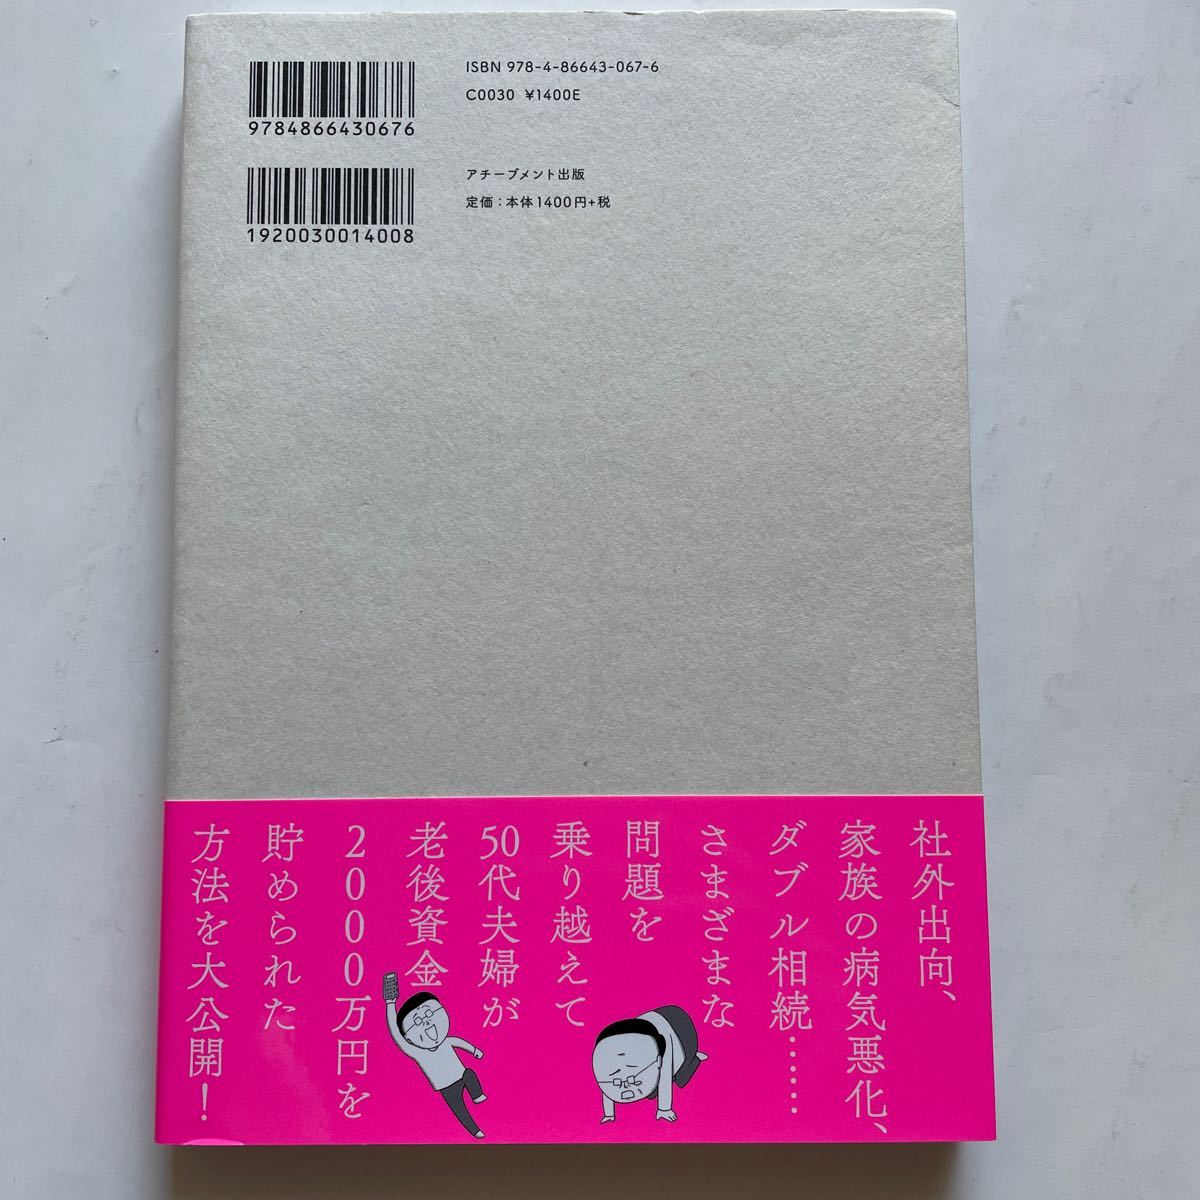 ISBN 978-4-86643-067-6
C0030 ¥1400E
9784866430676
アチーブメント出版
定価：本体1400円+税
1920030014008
社外出向、
家族の病気悪化、
ダブル相続……
さまざまな
問題を
乗り越えて
50代夫婦が
老後資金
2000万円を
貯められた
方法を大公開！